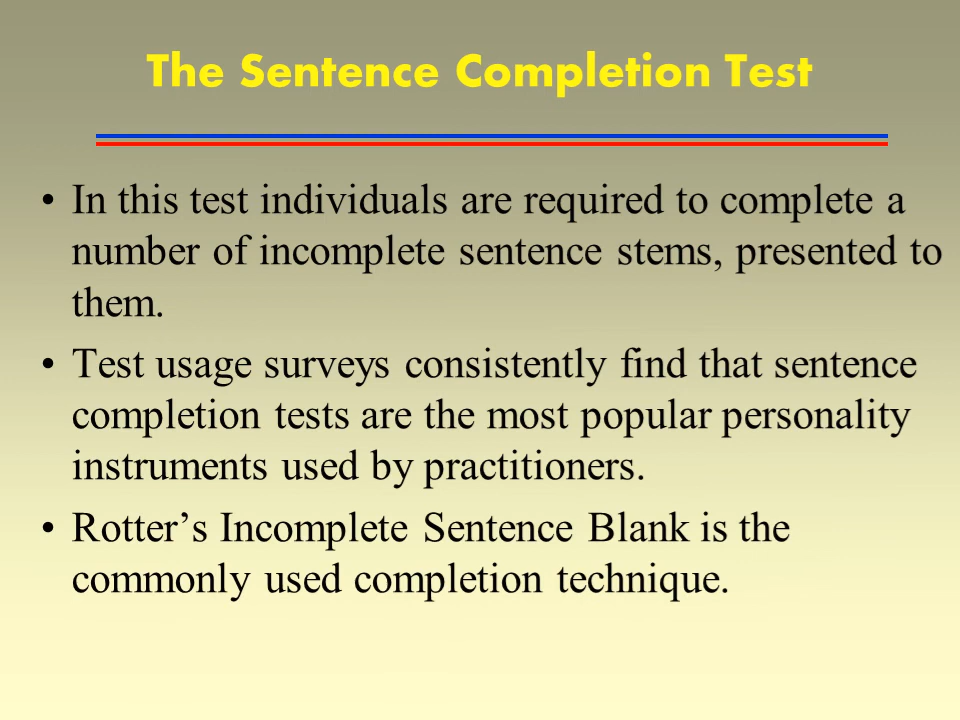 The Sentence Completion Test
• In this test individuals are required to complete a
number of incomplete sentence stems, presented to
them.
• Test usage surveys consistently find that sentence
completion tests are the most popular personality
instruments used by practitioners.
• Rotter’s Incomplete Sentence Blank is the
commonly used completion technique.